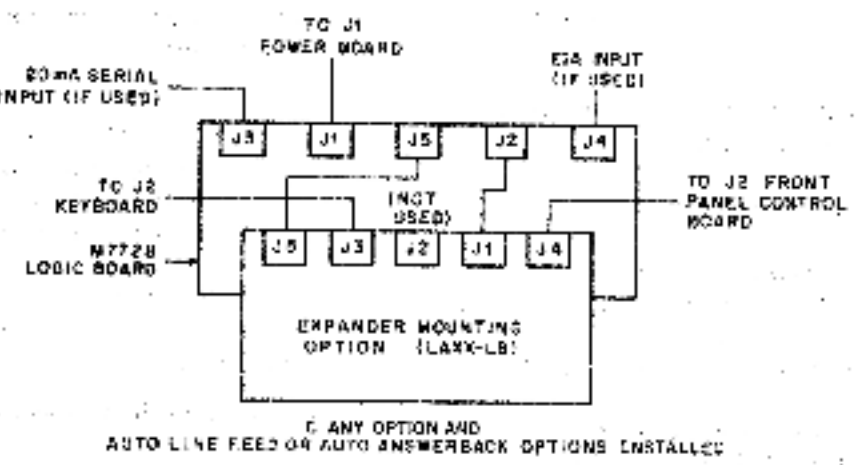 TO J1
POWER BOARD
20mA SERIAL
INPUT (IF USED)
EIA INPUT
(IF USED)
J3 J1 J5 J2 J4
TO J2
KEYBOARD
(NOT
USED)
TO J2 FRONT
PANEL CONTROL
BOARD
M7728
LOGIC BOARD
J5 J3 J2 J1 J4
EXPANDER MOUNTING
OPTION (LAXX-LB)
C. ANY OPTION AND
AUTO LINE FEED OR AUTO ANSWERBACK OPTIONS INSTALLED